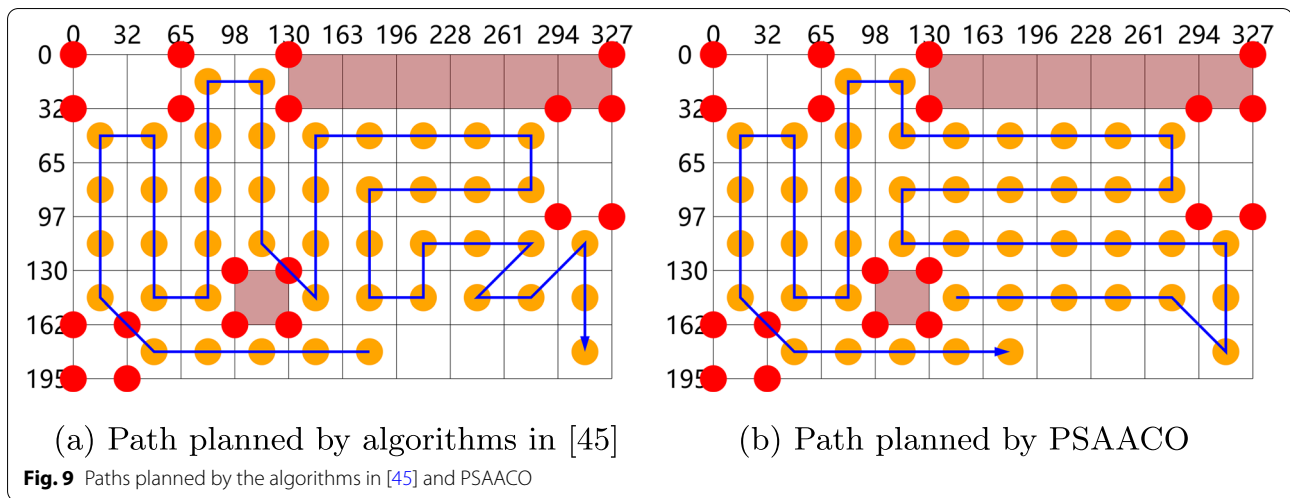 0 32 65 98 130 163 196 228 261 294 327
0
32
65
97
130
162
195
(a) Path planned by algorithms in [45]
0 32 65 98 130 163 196 228 261 294 327
0
32
65
97
130
162
195
(b) Path planned by PSAACO
Fig. 9 Paths planned by the algorithms in [45] and PSAACO